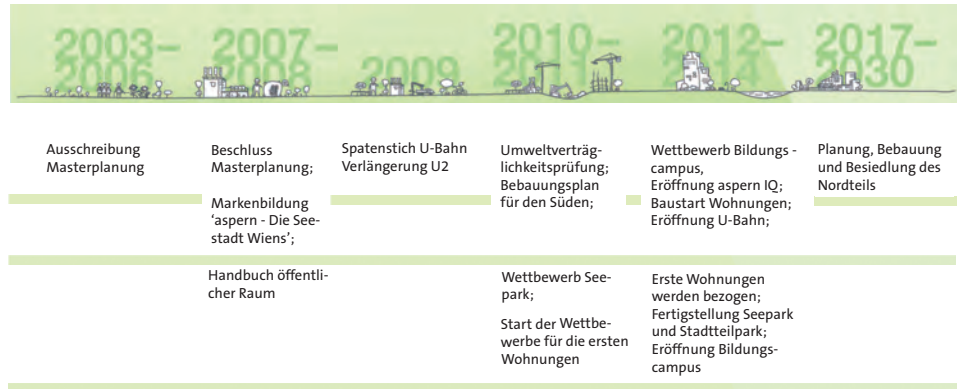 2003–
2006
2007–
2008
2009
2010–
2011
2012–
2014
2017–
2030
Ausschreibung
Masterplanung
Beschluss
Masterplanung;
Markenbildung
‘aspern - Die See-
stadt Wiens’;
Handbuch öffentli-
cher Raum
Spatenstich U-Bahn
Verlängerung U2
Umweltverträg-
lichkeitsprüfung;
Bebauungsplan
für den Süden;
Wettbewerb See-
park;
Start der Wettbe-
werbe für die ersten
Wohnungen
Wettbewerb Bildungs -
campus,
Eröffnung aspern IQ;
Baustart Wohnungen;
Eröffnung U-Bahn;
Erste Wohnungen
werden bezogen;
Fertigstellung Seepark
und Stadtteilpark;
Eröffnung Bildungs-
campus
Planung, Bebauung
und Besiedlung des
Nordteils